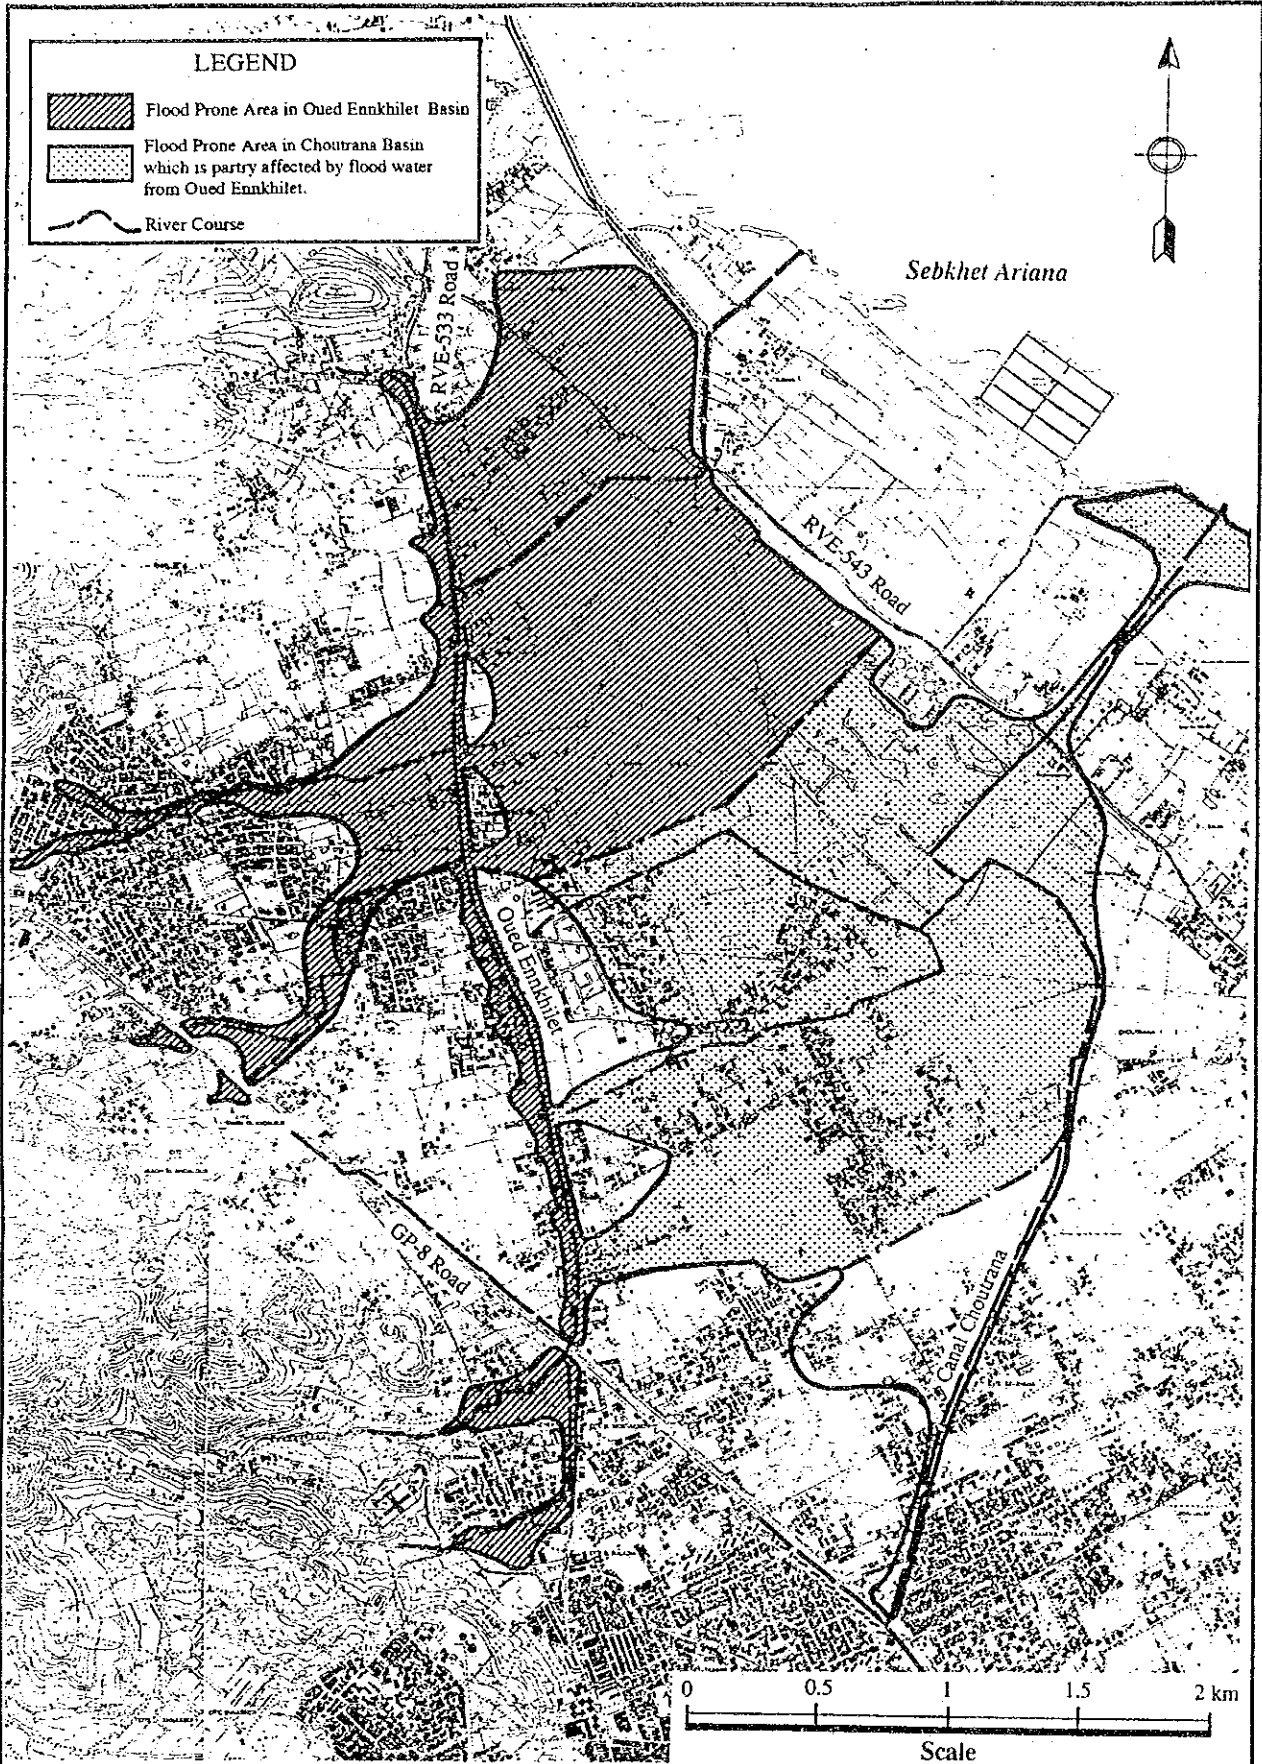 LEGEND
Flood Prone Area in Oued Ennkhilet Basin
Flood Prone Area in Choutrana Basin
which is partry affected by flood water
from Oued Ennkhilet.
River Course
Sebkhet Ariana
RVE-533 Road
RVE-543 Road
Oued Ennkhilet
GP-8 Road
Canal Choutrana
0 0.5 1 1.5 2 km
Scale